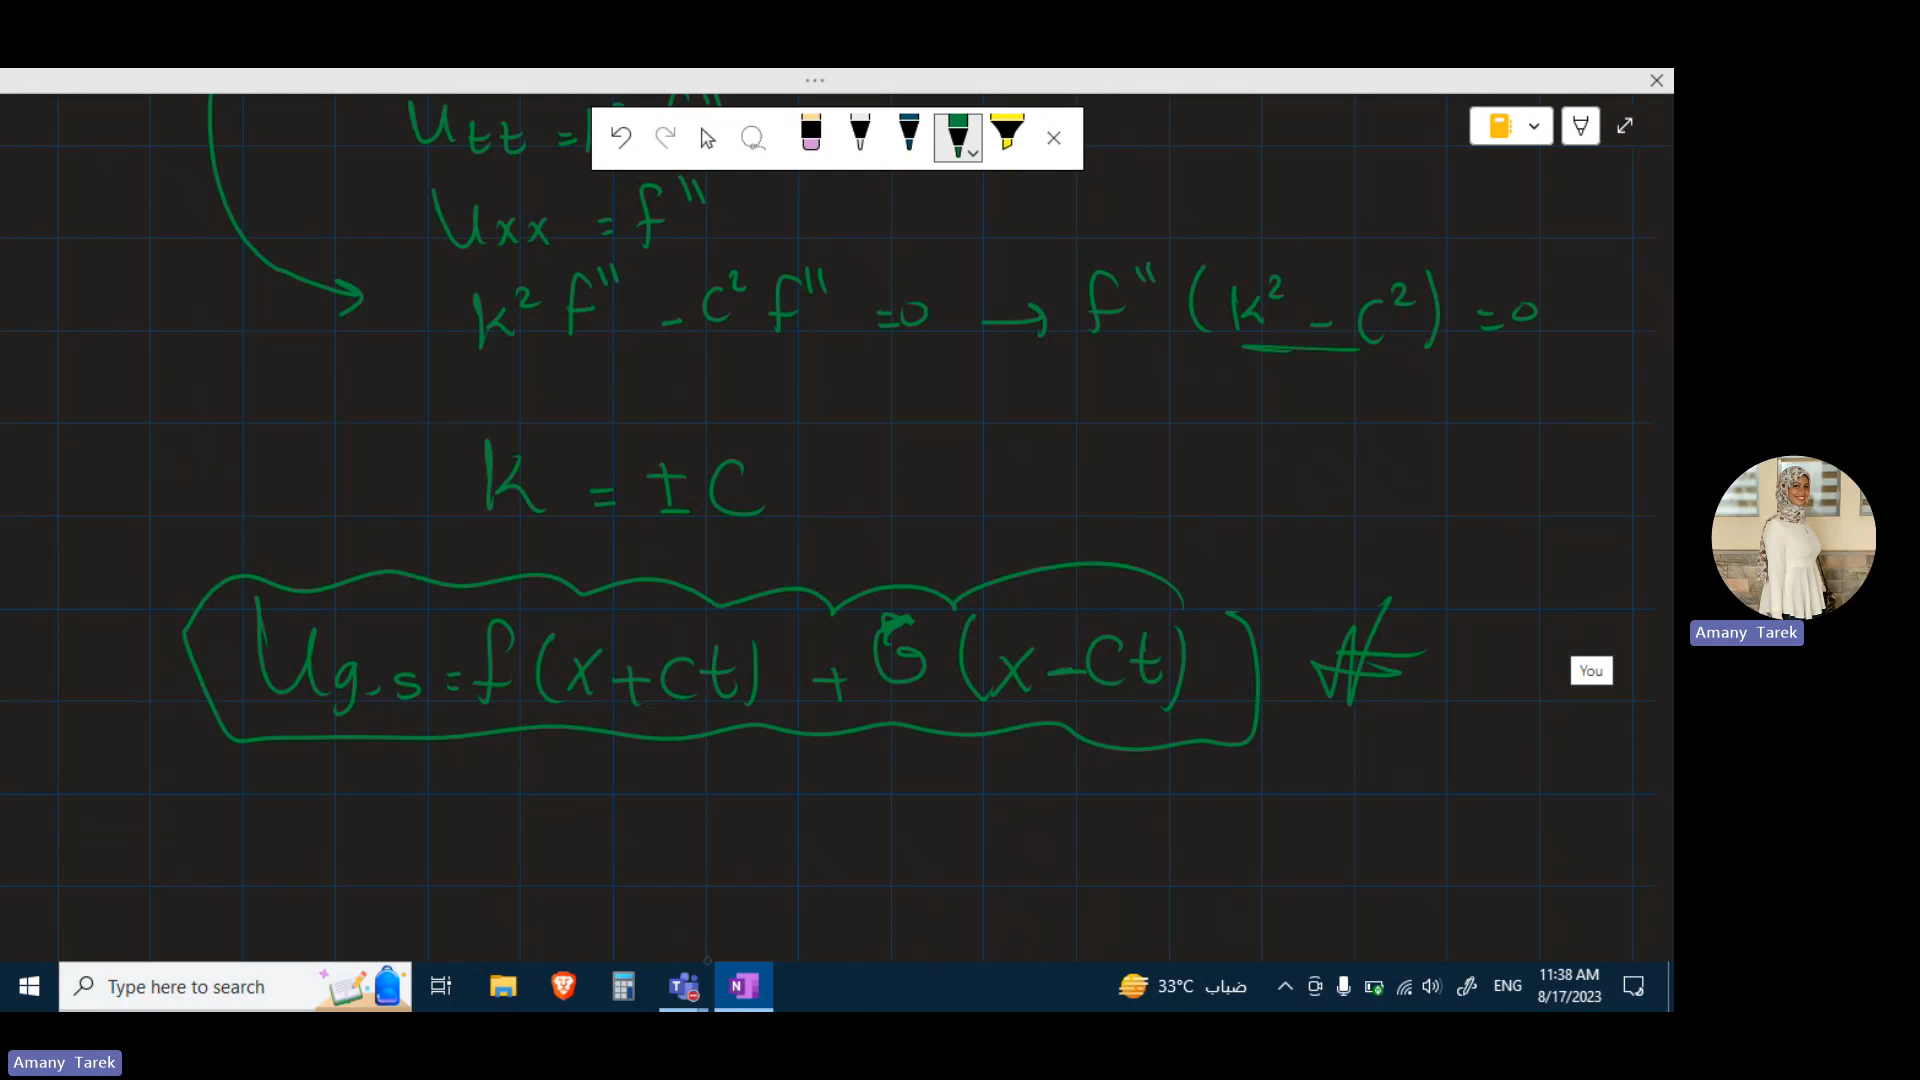 Utt =
Uxx = f"
k² f" - c² f" = 0 → f" (k² - c²) = 0
K = ± C
Ug.s = f(x+ct) + G(x-ct) #
You
Amany Tarek
Type here to search
33°C ضباب
ENG
11:38 AM
8/17/2023
Amany Tarek